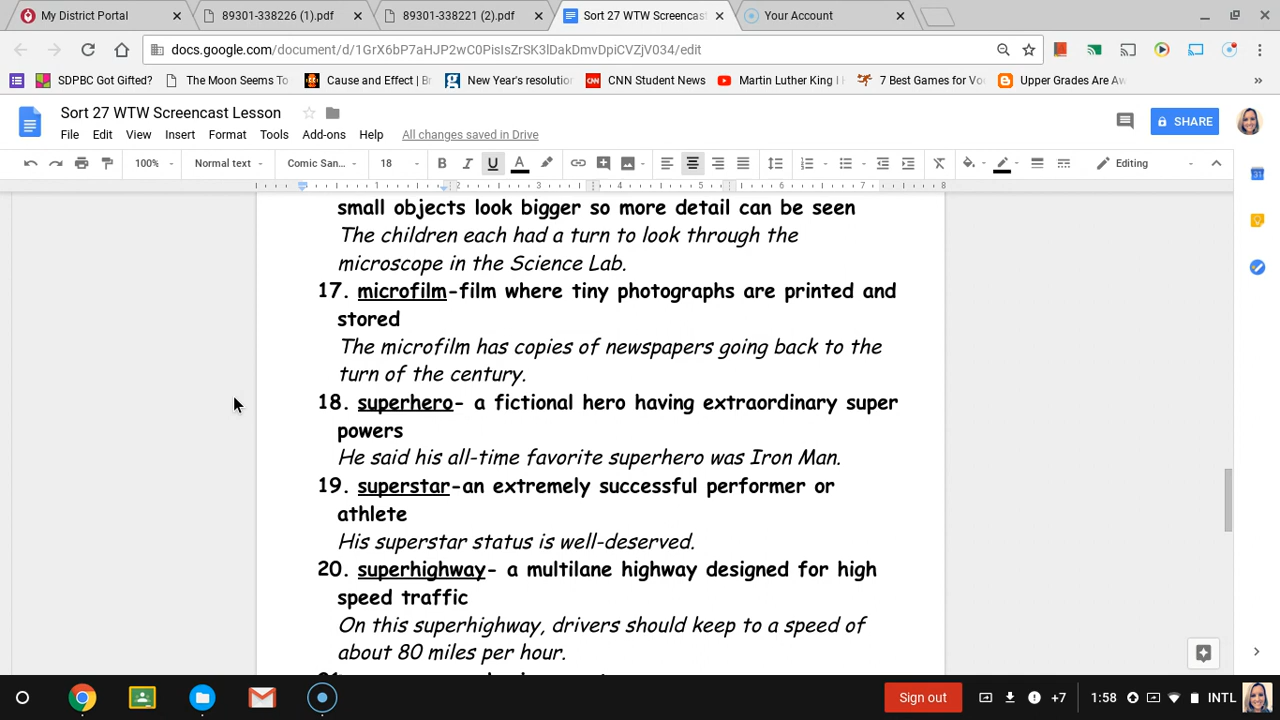 My District Portal
89301-338226 (1).pdf
89301-338221 (2).pdf
Sort 27 WTW Screencast
Your Account
docs.google.com/document/d/1GrX6bP7aHJP2wC0PisIsZrSK3lDakDmvDpiCVZjV034/edit
SDPBC Got Gifted?
The Moon Seems To
Cause and Effect | Br
New Year's resolution
CNN Student News
Martin Luther King |
7 Best Games for Vo
Upper Grades Are Aw
»
Sort 27 WTW Screencast Lesson
SHARE
File Edit View Insert Format Tools Add-ons Help All changes saved in Drive
100% Normal text Comic San... 18 B I U A Editing
1 2 3 4 5 6 7 8
small objects look bigger so more detail can be seen
The children each had a turn to look through the
microscope in the Science Lab.
17. microfilm-film where tiny photographs are printed and
stored
The microfilm has copies of newspapers going back to the
turn of the century.
18. superhero- a fictional hero having extraordinary super
powers
He said his all-time favorite superhero was Iron Man.
19. superstar-an extremely successful performer or
athlete
His superstar status is well-deserved.
20. superhighway- a multilane highway designed for high
speed traffic
On this superhighway, drivers should keep to a speed of
about 80 miles per hour.
Sign out
+7
1:58
INTL